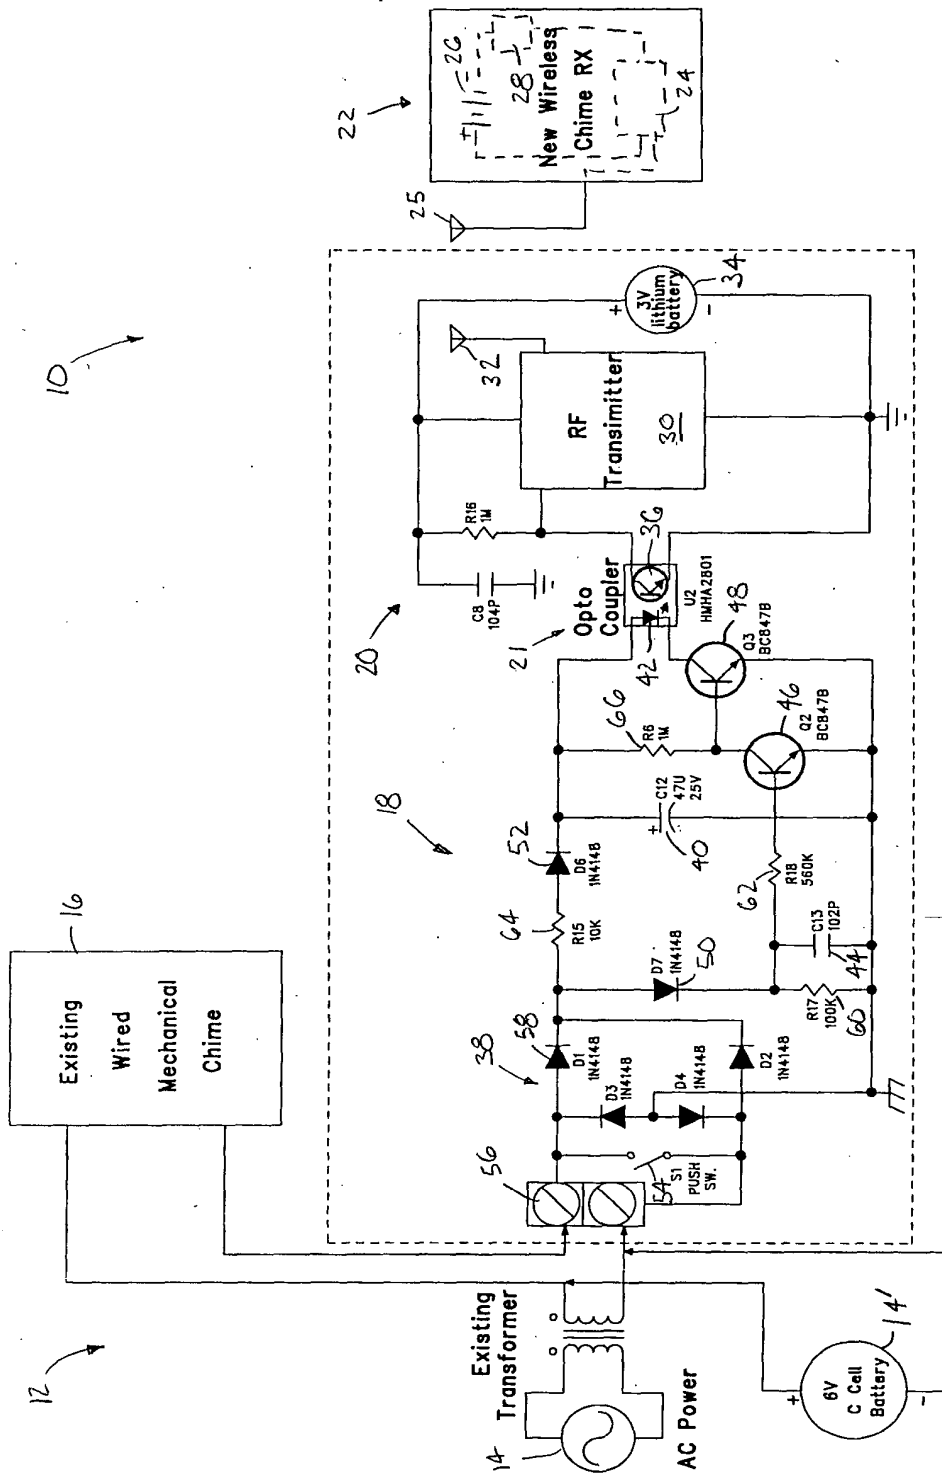 10
12
Existing
Wired
Mechanical
Chime
16
18
20
22
New Wireless
Chime RX
+
26
28
24
25
Existing
Transformer
14
AC Power
6V
C Cell
Battery
+
-
14'
56
S1
PUSH
SW.
54
38
58
D1
1N4148
D3
1N4148
D4
1N4148
D2
1N4148
D7
1N4148
50
64
R15
10K
52
D6
1N4148
R17
100K
60
C13
102P
44
62
R18
560K
+
C12
47U
25V
40
66
R6
1M
46
Q2
BC847B
48
Q3
BC847B
21
Opto
Coupler
42
36
U2
HMHA2801
C8
104P
R16
1M
RF
Transimitter
30
32
+
3V
lithium
battery
-
34